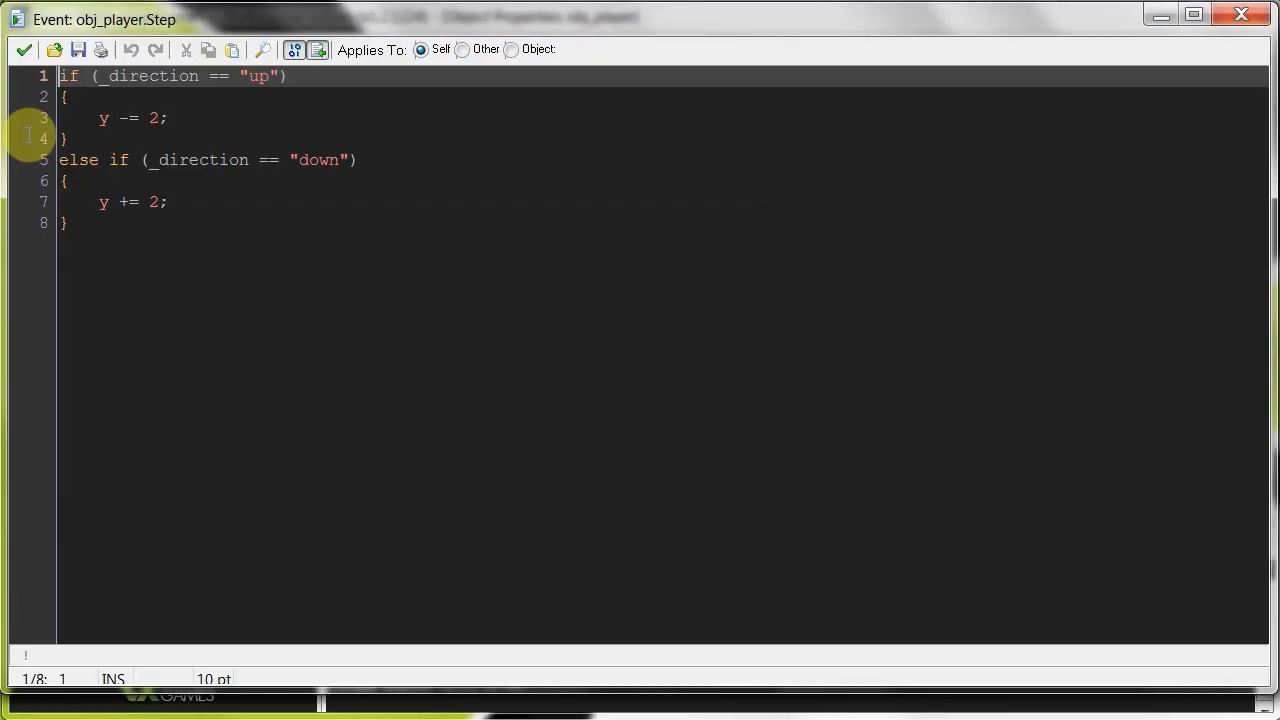 Event: obj_player.Step
Applies To: Self Other Object:
1 if (_direction == "up")
2 {
3 y -= 2;
4 }
5 else if (_direction == "down")
6 {
7 y += 2;
8 }
!
1/8: 1 INS 10 pt
GAMES